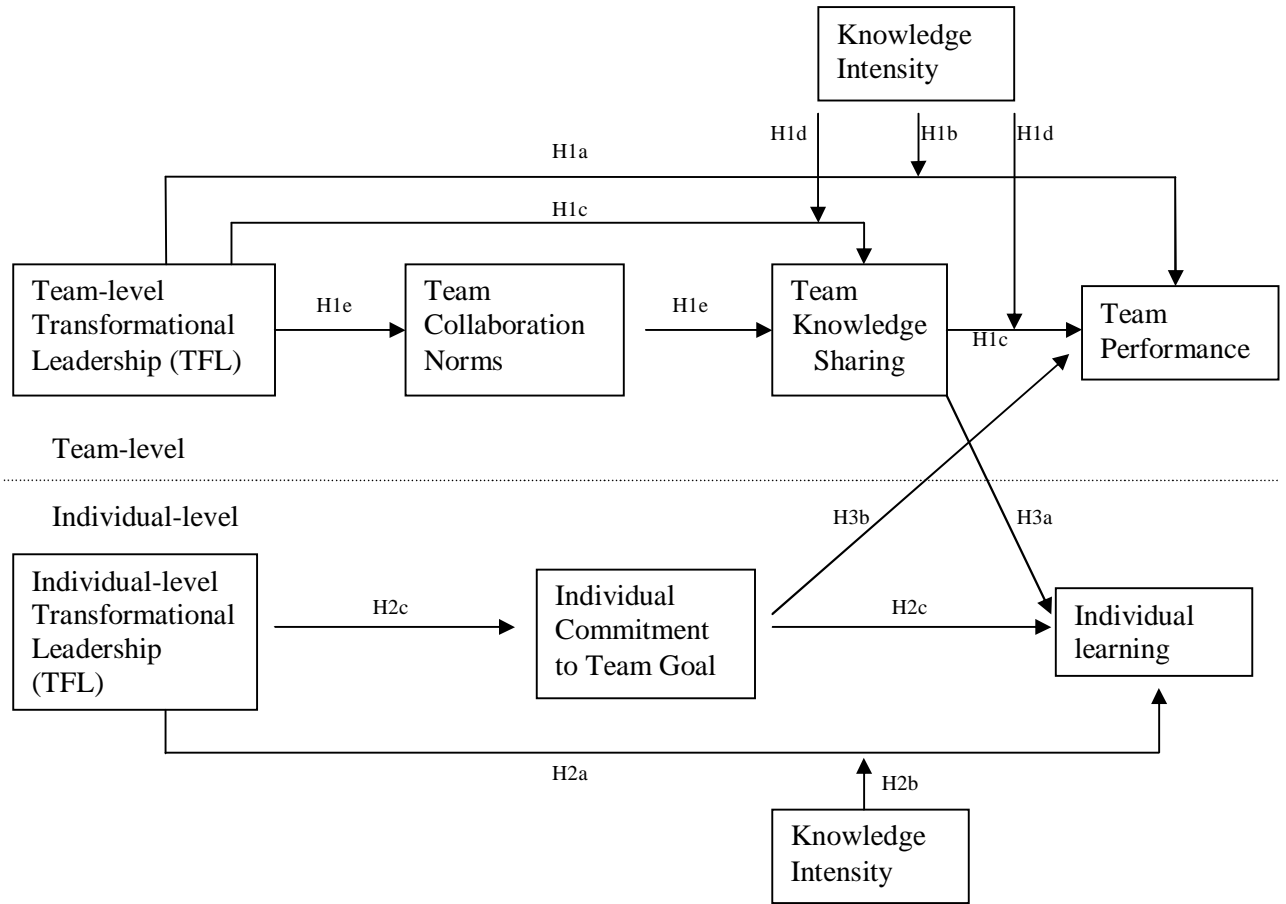 Knowledge
Intensity
H1d
H1b
H1d
H1a
H1c
Team-level
Transformational
Leadership (TFL)
H1e
Team
Collaboration
Norms
H1e
Team
Knowledge
Sharing
H1c
Team
Performance
Team-level
Individual-level
H3b
H3a
Individual-level
Transformational
Leadership
(TFL)
H2c
Individual
Commitment
to Team Goal
H2c
Individual
learning
H2a
H2b
Knowledge
Intensity